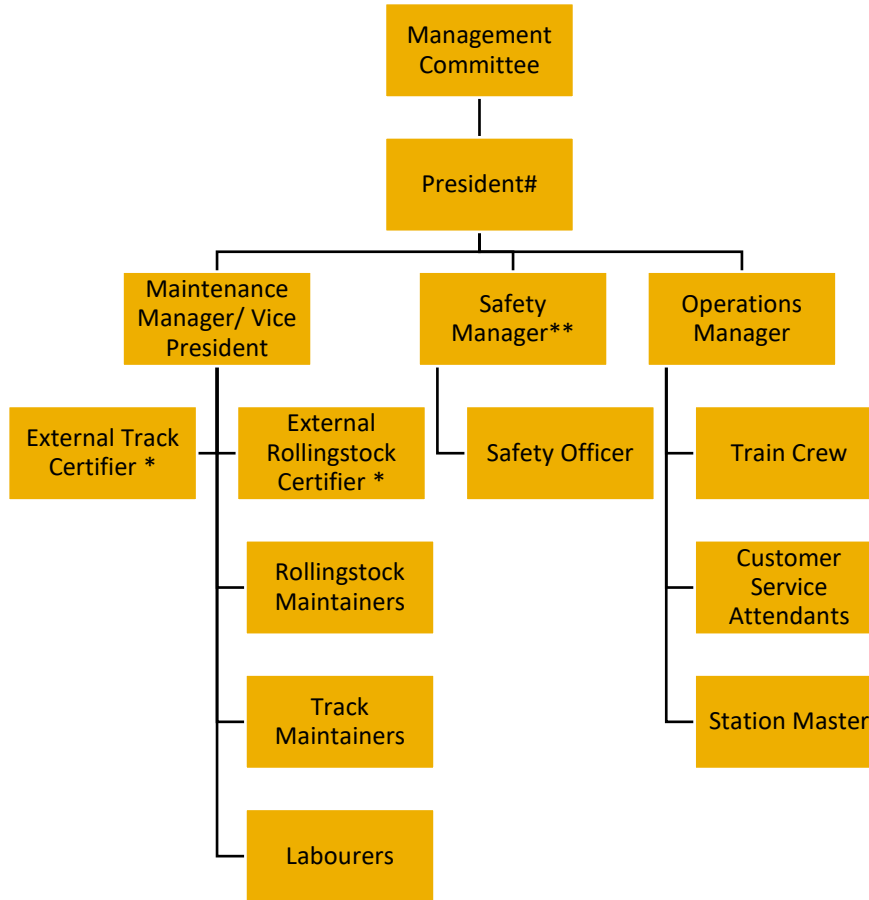 Management
Committee
President#
Maintenance
Manager/ Vice
President
Safety
Manager**
Operations
Manager
External Track
Certifier *
External
Rollingstock
Certifier *
Safety Officer
Train Crew
Rollingstock
Maintainers
Customer
Service
Attendants
Track
Maintainers
Station Master
Labourers